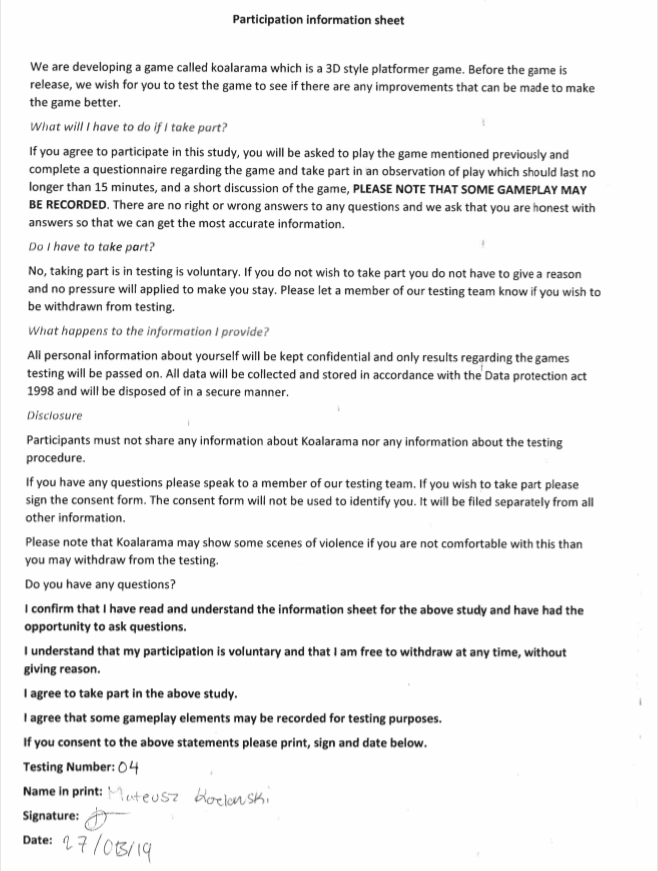 Participation information sheet
We are developing a game called koalarama which is a 3D style platformer game. Before the game is
release, we wish for you to test the game to see if there are any improvements that can be made to make
the game better.
What will I have to do if I take part?
If you agree to participate in this study, you will be asked to play the game mentioned previously and
complete a questionnaire regarding the game and take part in an observation of play which should last no
longer than 15 minutes, and a short discussion of the game, PLEASE NOTE THAT SOME GAMEPLAY MAY
BE RECORDED. There are no right or wrong answers to any questions and we ask that you are honest with
answers so that we can get the most accurate information.
Do I have to take part?
No, taking part is in testing is voluntary. If you do not wish to take part you do not have to give a reason
and no pressure will applied to make you stay. Please let a member of our testing team know if you wish to
be withdrawn from testing.
What happens to the information I provide?
All personal information about yourself will be kept confidential and only results regarding the games
testing will be passed on. All data will be collected and stored in accordance with the Data protection act
1998 and will be disposed of in a secure manner.
Disclosure
Participants must not share any information about Koalarama nor any information about the testing
procedure.
If you have any questions please speak to a member of our testing team. If you wish to take part please
sign the consent form. The consent form will not be used to identify you. It will be filed separately from all
other information.
Please note that Koalarama may show some scenes of violence if you are not comfortable with this than
you may withdraw from the testing.
Do you have any questions?
I confirm that I have read and understand the information sheet for the above study and have had the
opportunity to ask questions.
I understand that my participation is voluntary and that I am free to withdraw at any time, without
giving reason.
I agree to take part in the above study.
I agree that some gameplay elements may be recorded for testing purposes.
If you consent to the above statements please print, sign and date below.
Testing Number: 04
Name in print: Mateusz
Signature:
Date: 27/03/19